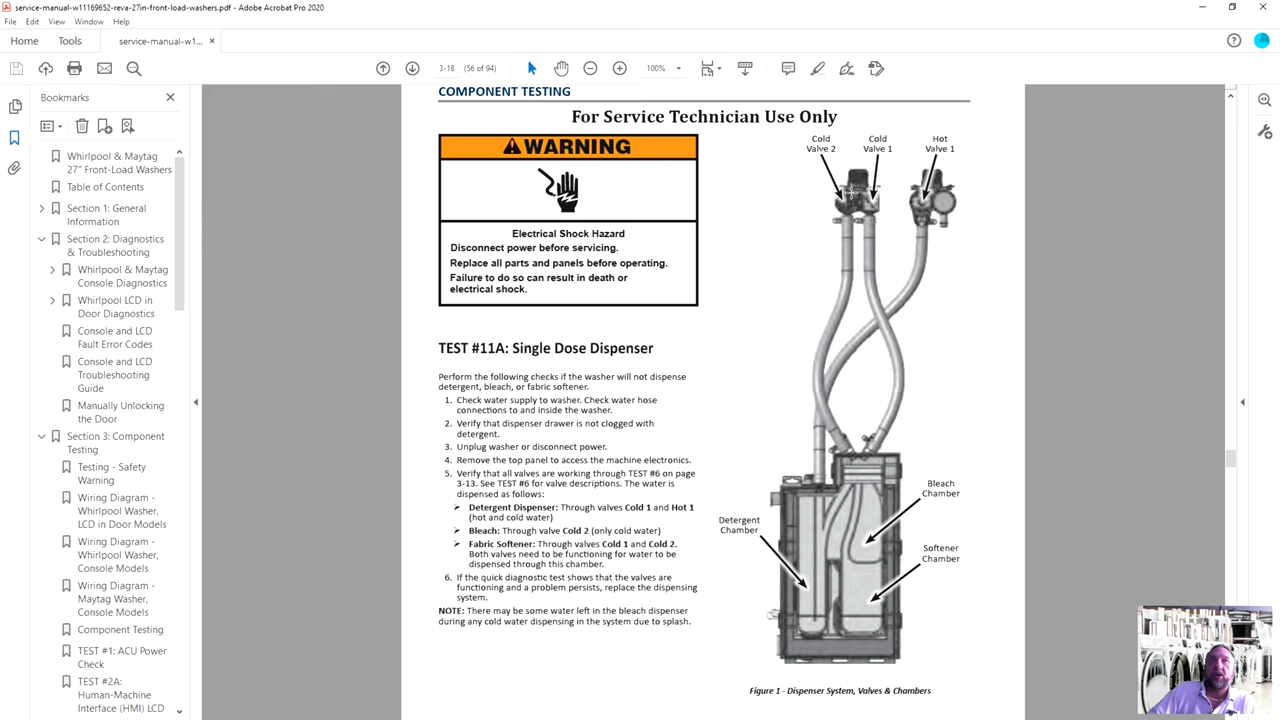 service-manual-w11169652-reva-27in-front-load-washers.pdf - Adobe Acrobat Pro 2020
File Edit View Window Help
Home Tools service-manual-w1... ×
3-18 (56 of 94) 100%
Bookmarks
Whirlpool & Maytag
27" Front-Load Washers
Table of Contents
Section 1: General
Information
Section 2: Diagnostics
& Troubleshooting
Whirlpool & Maytag
Console Diagnostics
Whirlpool LCD in
Door Diagnostics
Console and LCD
Fault Error Codes
Console and LCD
Troubleshooting
Guide
Manually Unlocking
the Door
Section 3: Component
Testing
Testing - Safety
Warning
Wiring Diagram -
Whirlpool Washer,
LCD in Door Models
Wiring Diagram -
Whirlpool Washer,
Console Models
Wiring Diagram -
Maytag Washer,
Console Models
Component Testing
TEST #1: ACU Power
Check
TEST #2A:
Human-Machine
Interface (HMI) LCD
COMPONENT TESTING
For Service Technician Use Only
WARNING
Electrical Shock Hazard
Disconnect power before servicing.
Replace all parts and panels before operating.
Failure to do so can result in death or
electrical shock.
TEST #11A: Single Dose Dispenser
Perform the following checks if the washer will not dispense
detergent, bleach, or fabric softener.
1. Check water supply to washer. Check water hose
connections to and inside the washer.
2. Verify that dispenser drawer is not clogged with
detergent.
3. Unplug washer or disconnect power.
4. Remove the top panel to access the machine electronics.
5. Verify that all valves are working through TEST #6 on page
3-13. See TEST #6 for valve descriptions. The water is
dispensed as follows:
➢ Detergent Dispenser: Through valves Cold 1 and Hot 1
(hot and cold water)
➢ Bleach: Through valve Cold 2 (only cold water)
➢ Fabric Softener: Through valves Cold 1 and Cold 2.
Both valves need to be functioning for water to be
dispensed through this chamber.
6. If the quick diagnostic test shows that the valves are
functioning and a problem persists, replace the dispensing
system.
NOTE: There may be some water left in the bleach dispenser
during any cold water dispensing in the system due to splash.
Cold
Valve 2
Cold
Valve 1
Hot
Valve 1
Bleach
Chamber
Detergent
Chamber
Softener
Chamber
Figure 1 - Dispenser System, Valves & Chambers